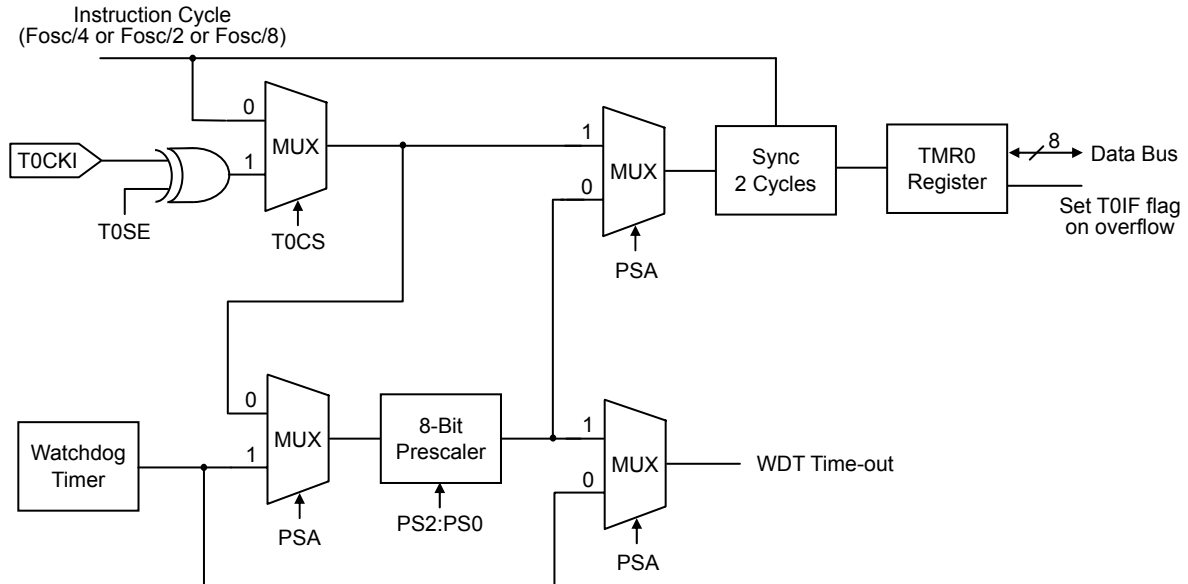 Instruction Cycle
(Fosc/4 or Fosc/2 or Fosc/8)
0
MUX
1
T0CKI
T0SE
T0CS
1
MUX
0
PSA
Sync
2 Cycles
TMR0
Register
8
Data Bus
Set T0IF flag
on overflow
0
MUX
1
PSA
Watchdog
Timer
8-Bit
Prescaler
PS2:PS0
1
MUX
0
PSA
WDT Time-out